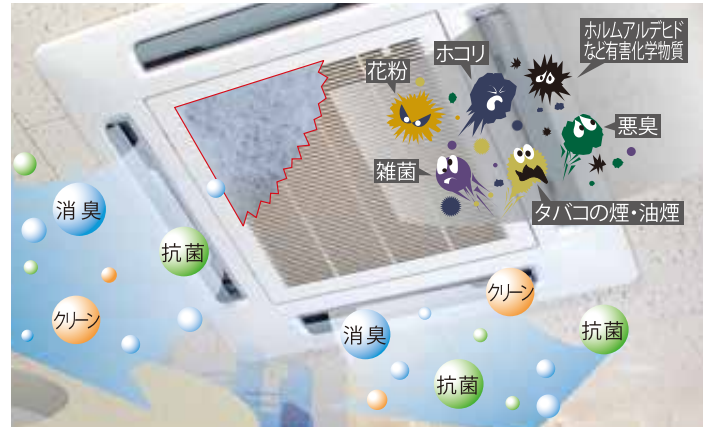 ホルムアルデヒド
など有害化学物質
ホコリ
花粉
悪臭
雑菌
タバコの煙・油煙
消臭
抗菌
クリーン
クリーン
消臭
抗菌
抗菌